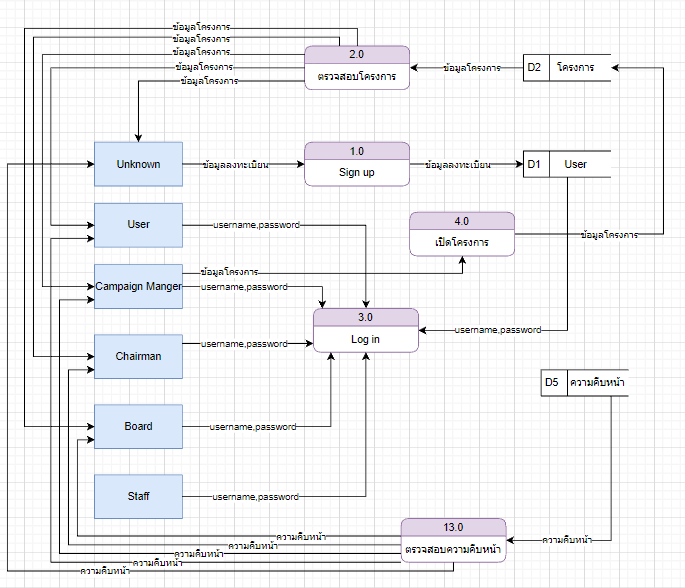 ข้อมูลโครงการ
ข้อมูลโครงการ
ข้อมูลโครงการ
ข้อมูลโครงการ
ข้อมูลโครงการ
2.0
ตรวจสอบโครงการ
ข้อมูลโครงการ
D2
โครงการ
Unknown
ข้อมูลลงทะเบียน
1.0
Sign up
ข้อมูลลงทะเบียน
D1
User
User
username,password
4.0
เปิดโครงการ
ข้อมูลโครงการ
Campaign Manger
ข้อมูลโครงการ
username,password
3.0
Log in
username,password
Chairman
username,password
D5
ความคืบหน้า
Board
username,password
Staff
username,password
13.0
ตรวจสอบความคืบหน้า
ความคืบหน้า
ความคืบหน้า
ความคืบหน้า
ความคืบหน้า
ความคืบหน้า
ความคืบหน้า